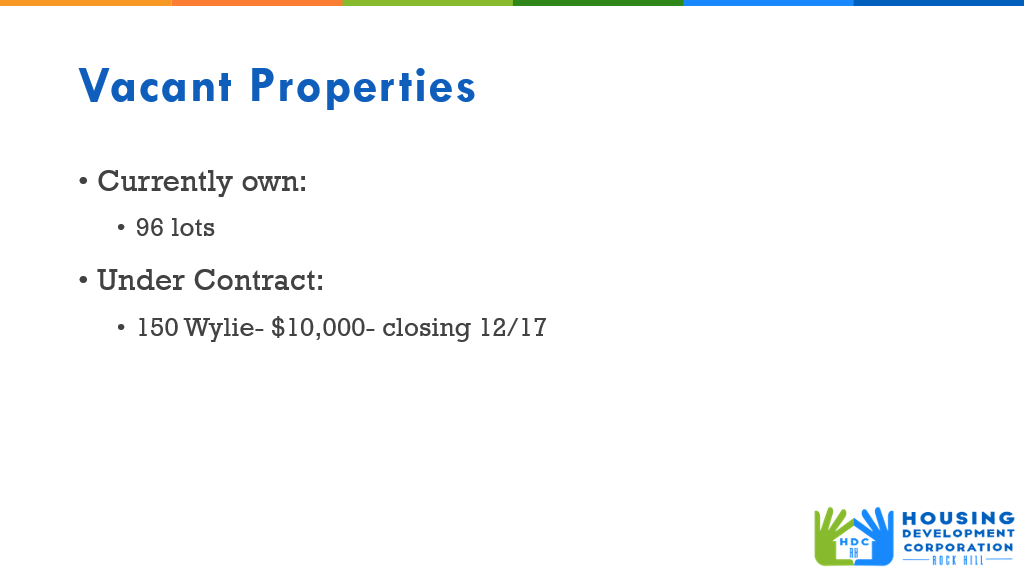 Vacant Properties
• Currently own:
• 96 lots
• Under Contract:
• 150 Wylie- $10,000- closing 12/17
HDC
RH
HOUSING
DEVELOPMENT
CORPORATION
ROCK HILL